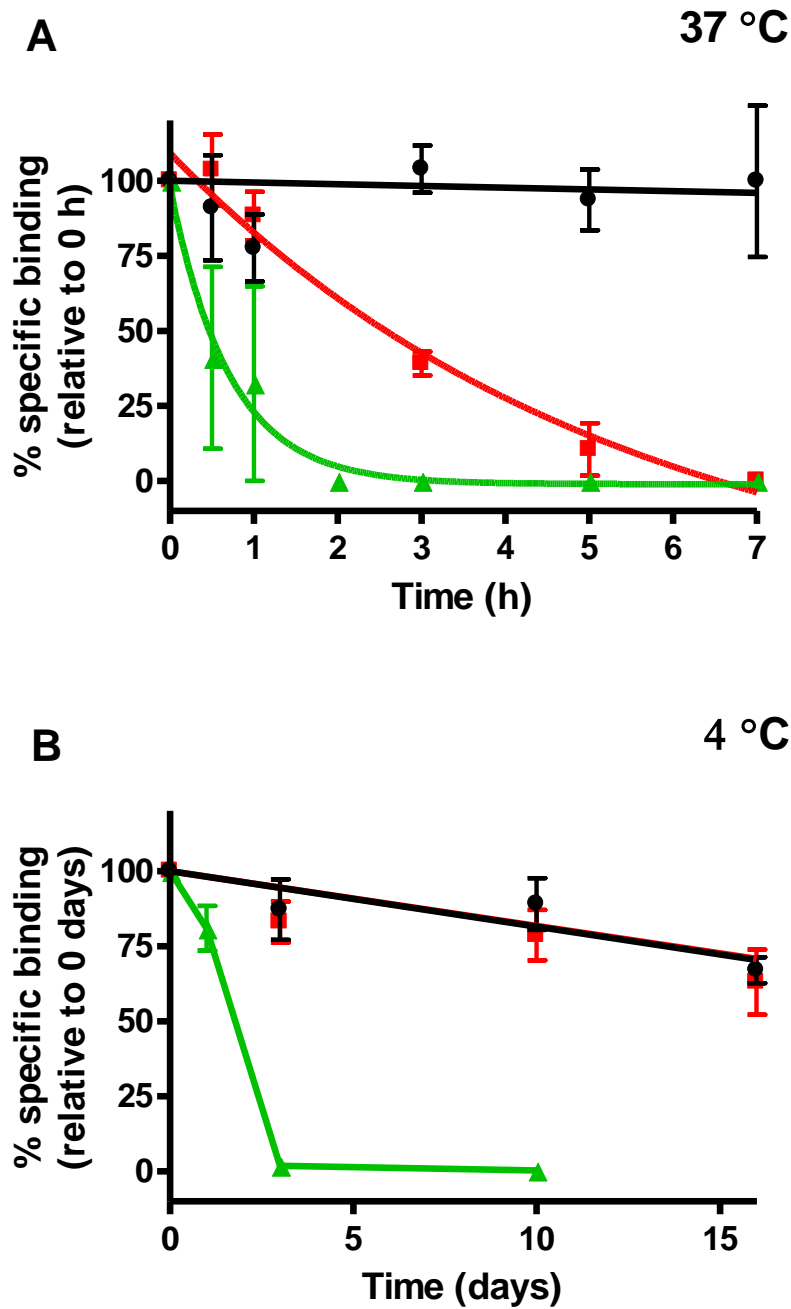 A
37 °C
% specific binding
(relative to 0 h)
100
75
50
25
0
0 1 2 3 4 5 6 7
Time (h)
B
4 °C
% specific binding
(relative to 0 days)
100
75
50
25
0
0 5 10 15
Time (days)